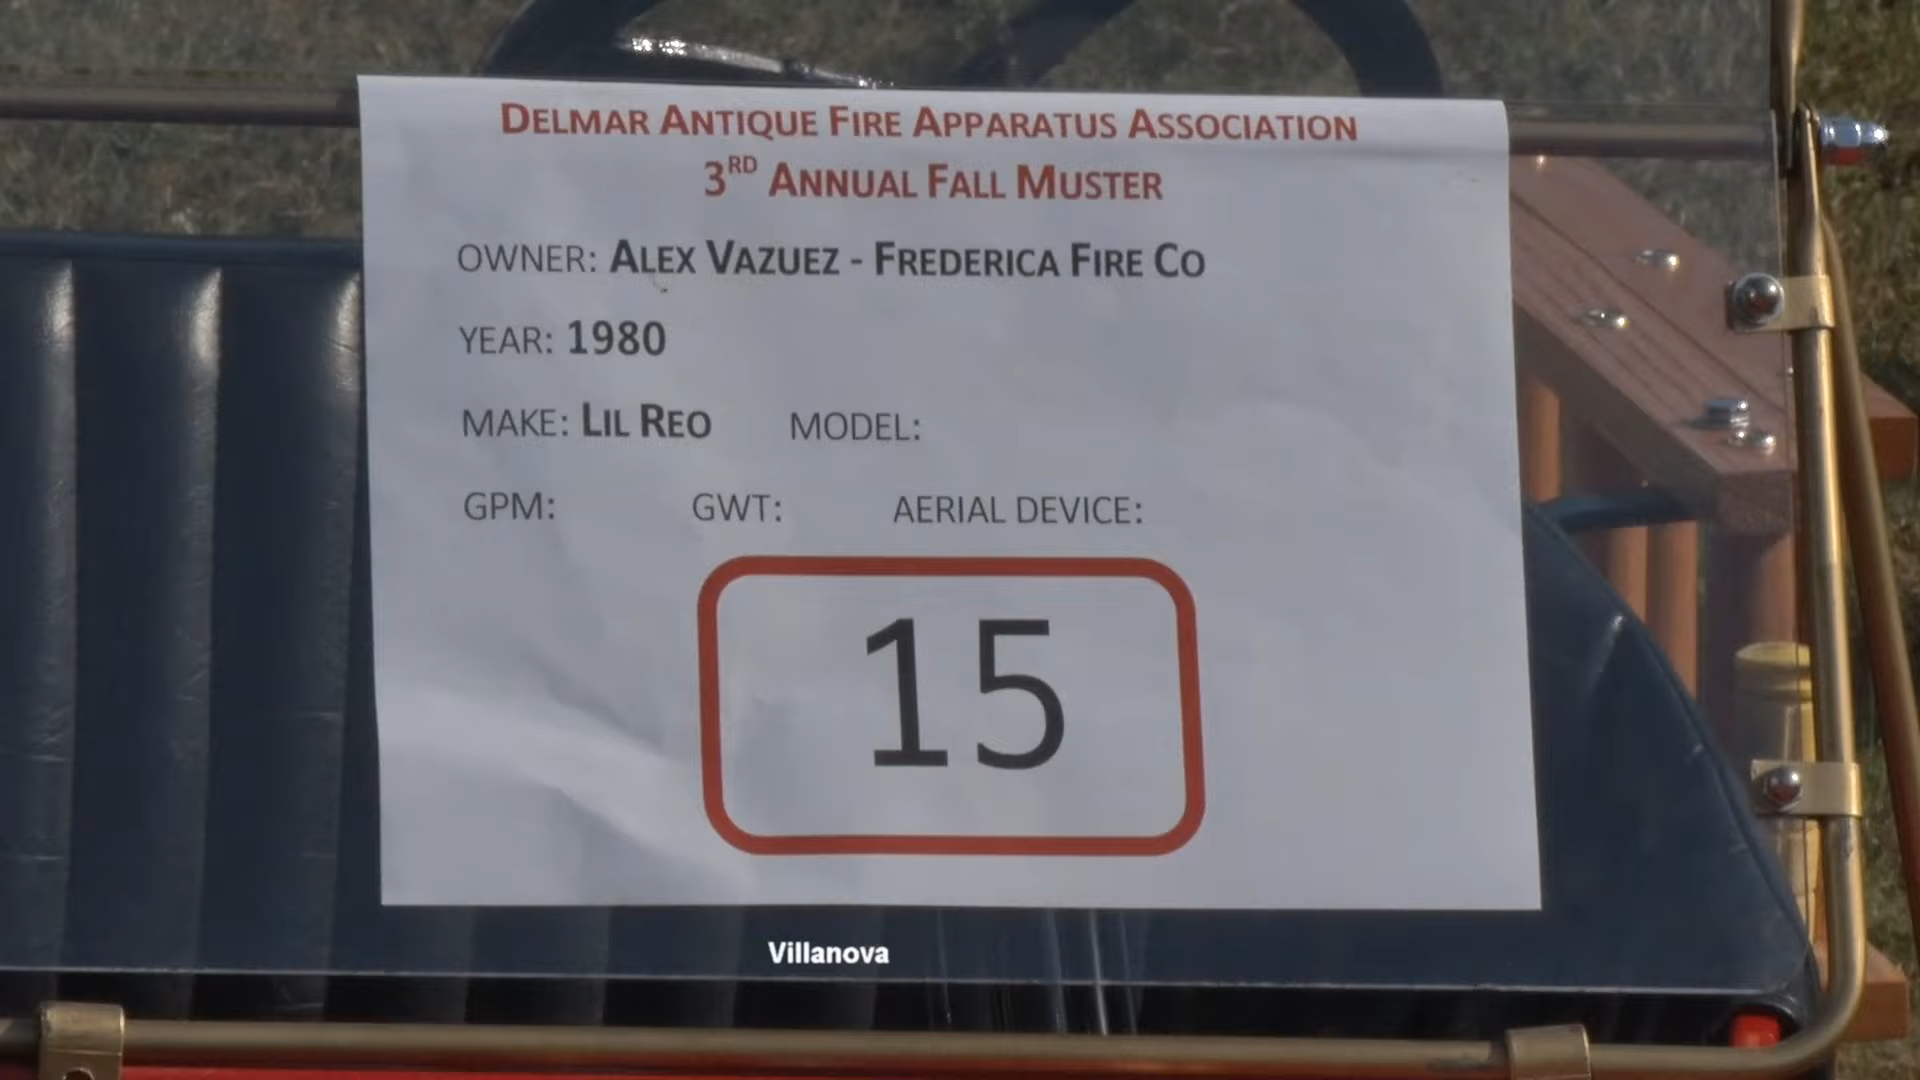 DELMAR ANTIQUE FIRE APPARATUS ASSOCIATION
3RD ANNUAL FALL MUSTER
OWNER: ALEX VAZUEZ - FREDERICA FIRE CO
YEAR: 1980
MAKE: LIL REO MODEL:
GPM: GWT: AERIAL DEVICE:
15
Villanova